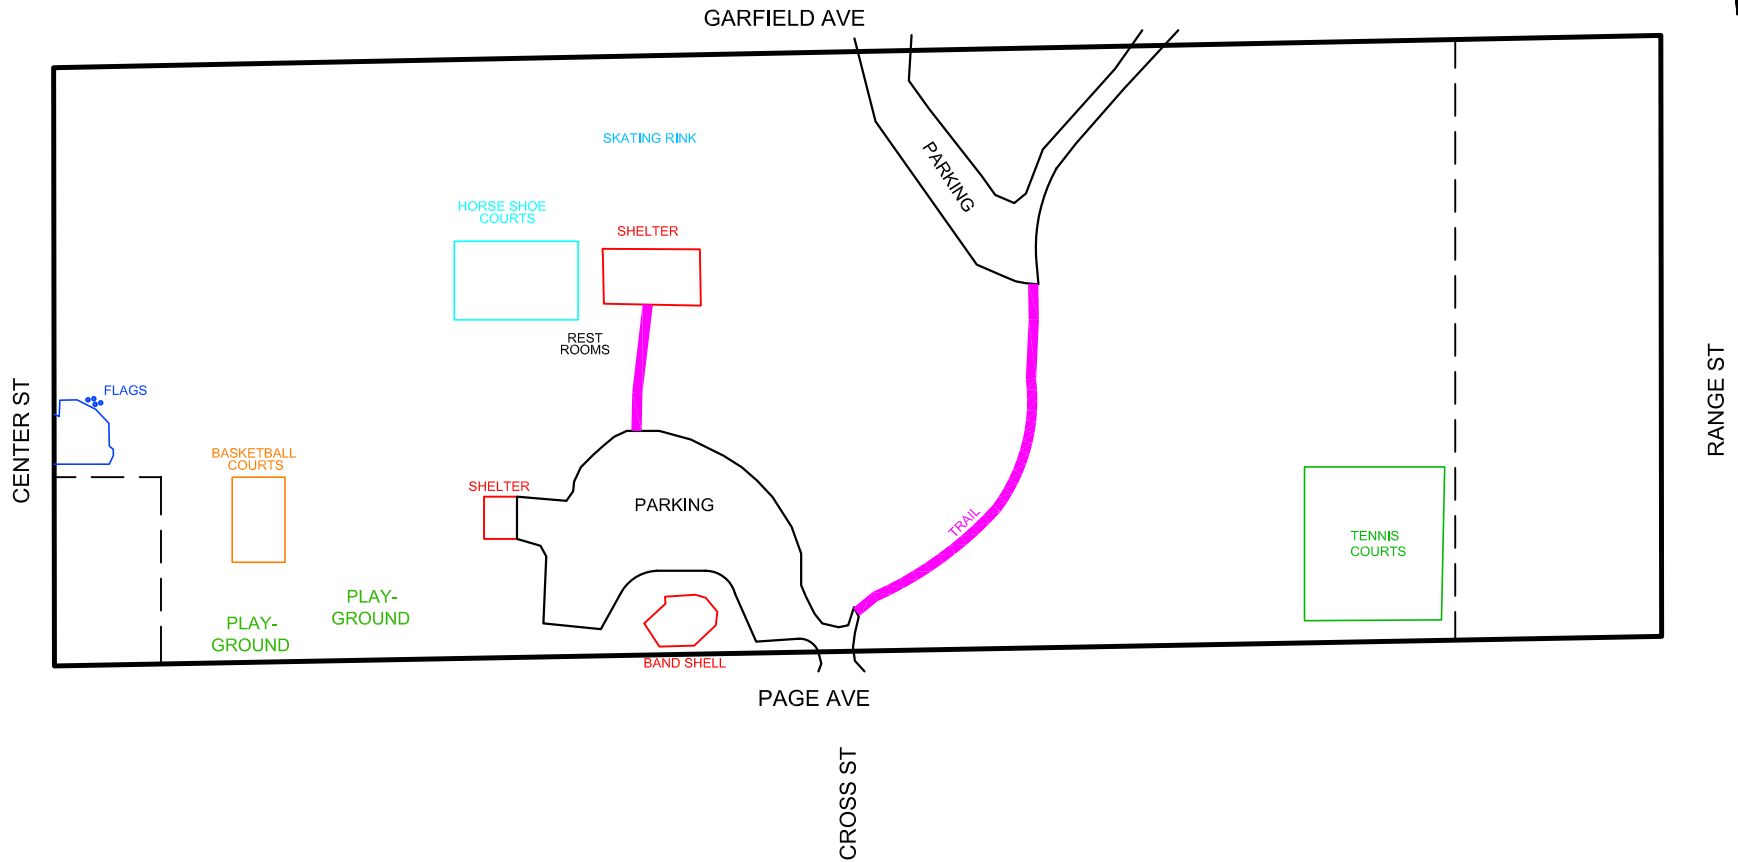 GARFIELD AVE
SKATING RINK
PARKING
HORSE SHOE
COURTS
SHELTER
REST
ROOMS
FLAGS
CENTER ST
RANGE ST
BASKETBALL
COURTS
SHELTER
PARKING
TRAIL
TENNIS
COURTS
PLAY-
GROUND
PLAY-
GROUND
BAND SHELL
PAGE AVE
CROSS ST